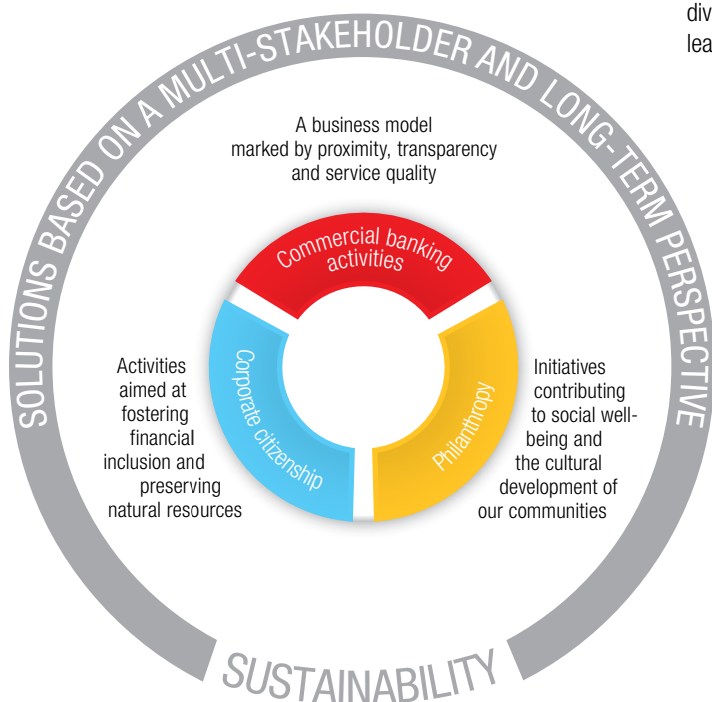 div
lea
SOLUTIONS BASED ON A MULTI-STAKEHOLDER AND LONG-TERM PERSPECTIVE
A business model
marked by proximity, transparency
and service quality
Commercial banking
activities
Activities
aimed at
fostering
financial
inclusion and
preserving
natural resources
Corporate citizenship
Philanthropy
Initiatives
contributing
to social well-
being and
the cultural
development of
our communities
SUSTAINABILITY